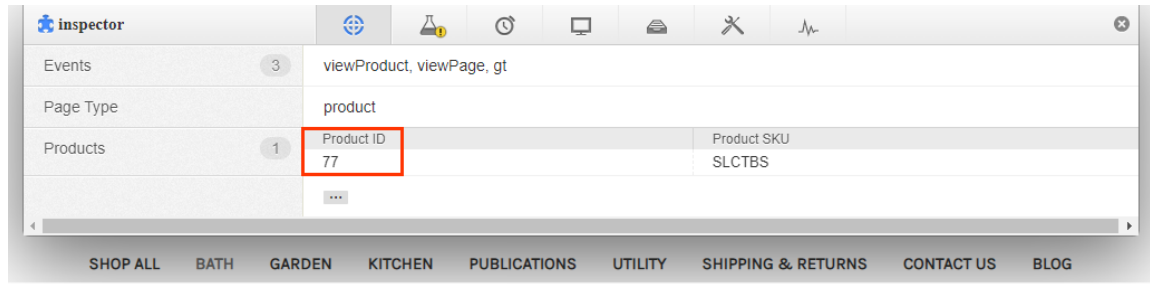 inspector
Events 3 viewProduct, viewPage, gt
Page Type product
Products 1 Product ID Product SKU
77 SLCTBS
...
SHOP ALL BATH GARDEN KITCHEN PUBLICATIONS UTILITY SHIPPING & RETURNS CONTACT US BLOG